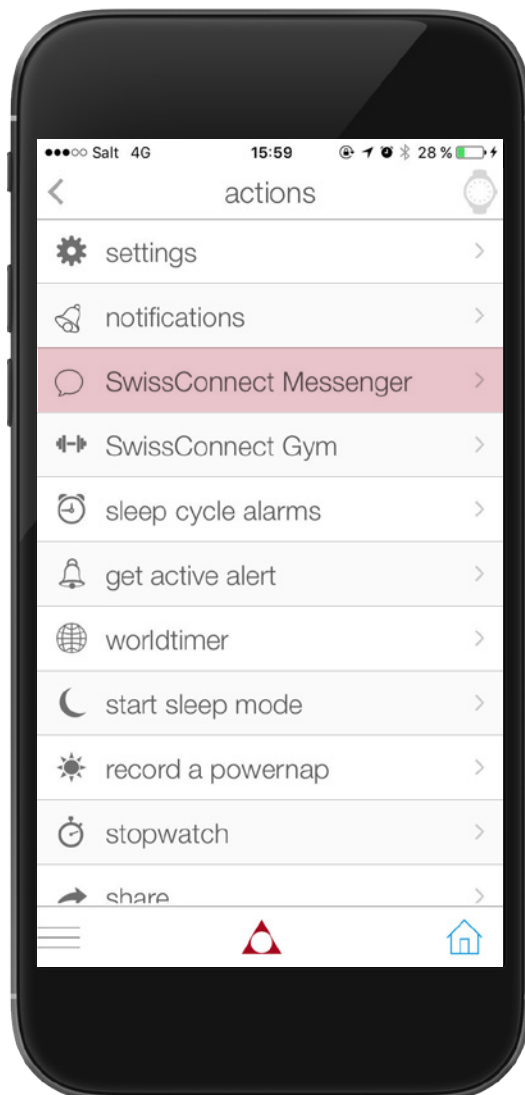 Salt 4G 15:59 28 %
actions
settings
notifications
SwissConnect Messenger
SwissConnect Gym
sleep cycle alarms
get active alert
worldtimer
start sleep mode
record a powernap
stopwatch
share